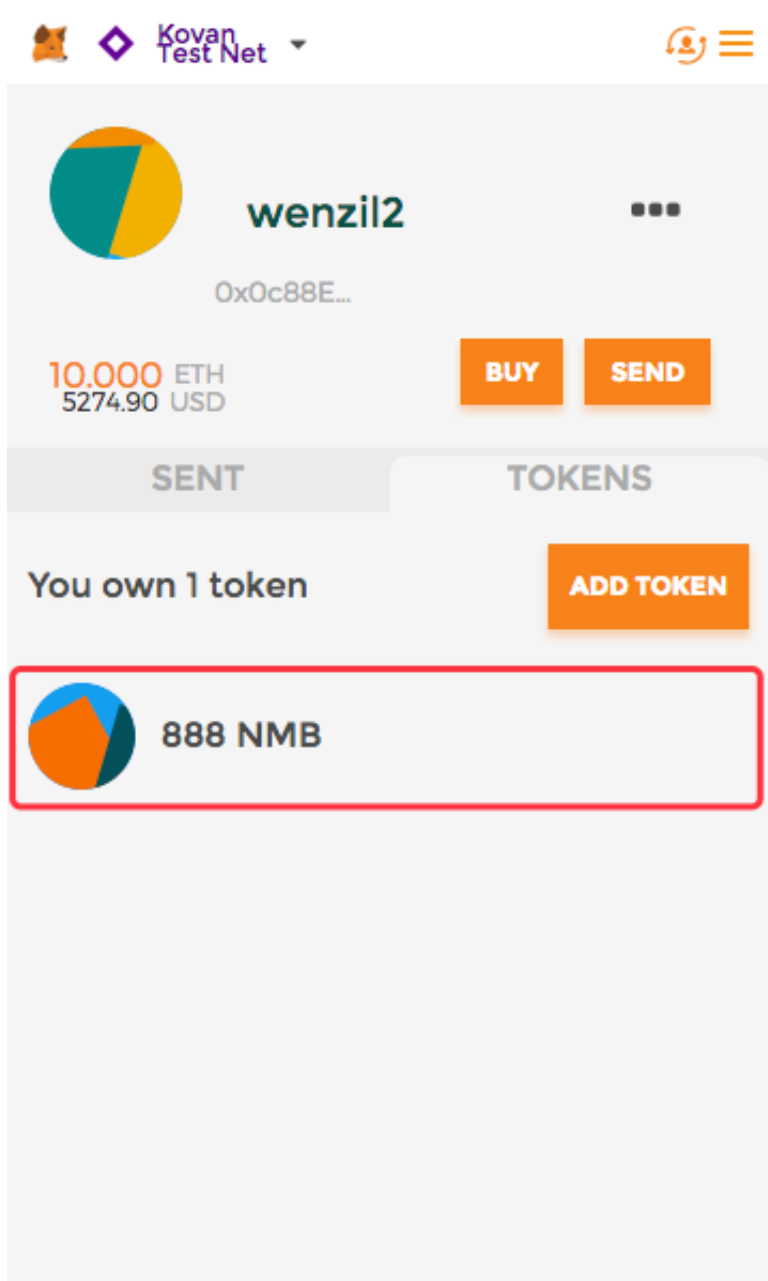 Kovan
Test Net
wenzil2
0x0c88E...
10.000 ETH
5274.90 USD
BUY
SEND
SENT
TOKENS
You own 1 token
ADD TOKEN
888 NMB